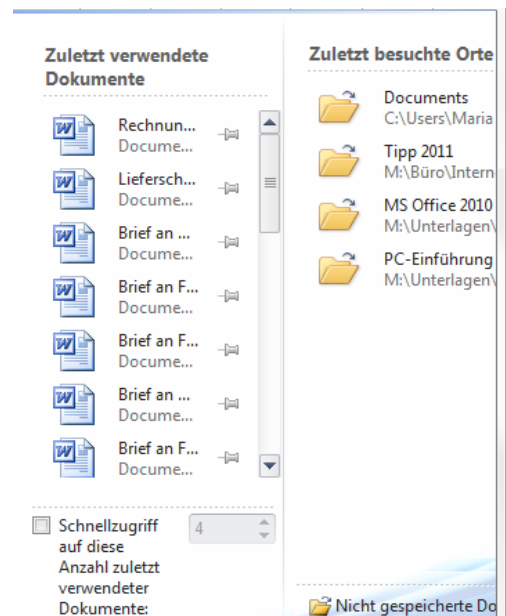 Zuletzt verwendete
Dokumente
Rechnun...
Docume...
Liefersch...
Docume...
Brief an ...
Docume...
Brief an F...
Docume...
Brief an F...
Docume...
Brief an ...
Docume...
Brief an F...
Docume...
Schnellzugriff
auf diese
Anzahl zuletzt
verwendeter
Dokumente:
4
Zuletzt besuchte Orte
Documents
C:\Users\Maria
Tipp 2011
M:\Büro\Intern
MS Office 2010
M:\Unterlagen\
PC-Einführung
M:\Unterlagen\
Nicht gespeicherte Do